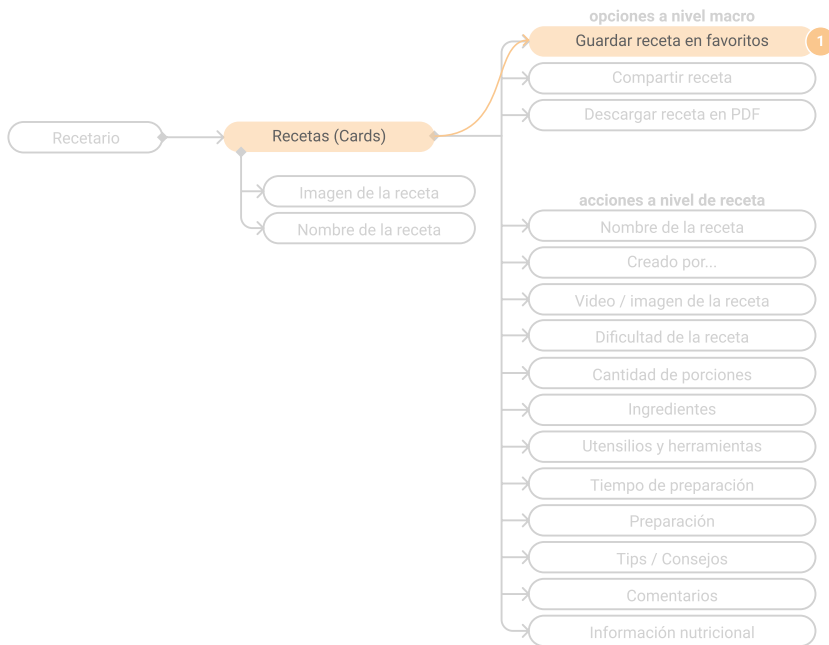 opciones a nivel macro
Guardar receta en favoritos
1
Compartir receta
Descargar receta en PDF
Recetario
Recetas (Cards)
Imagen de la receta
Nombre de la receta
acciones a nivel de receta
Nombre de la receta
Creado por...
Video / imagen de la receta
Dificultad de la receta
Cantidad de porciones
Ingredientes
Utensilios y herramientas
Tiempo de preparación
Preparación
Tips / Consejos
Comentarios
Información nutricional